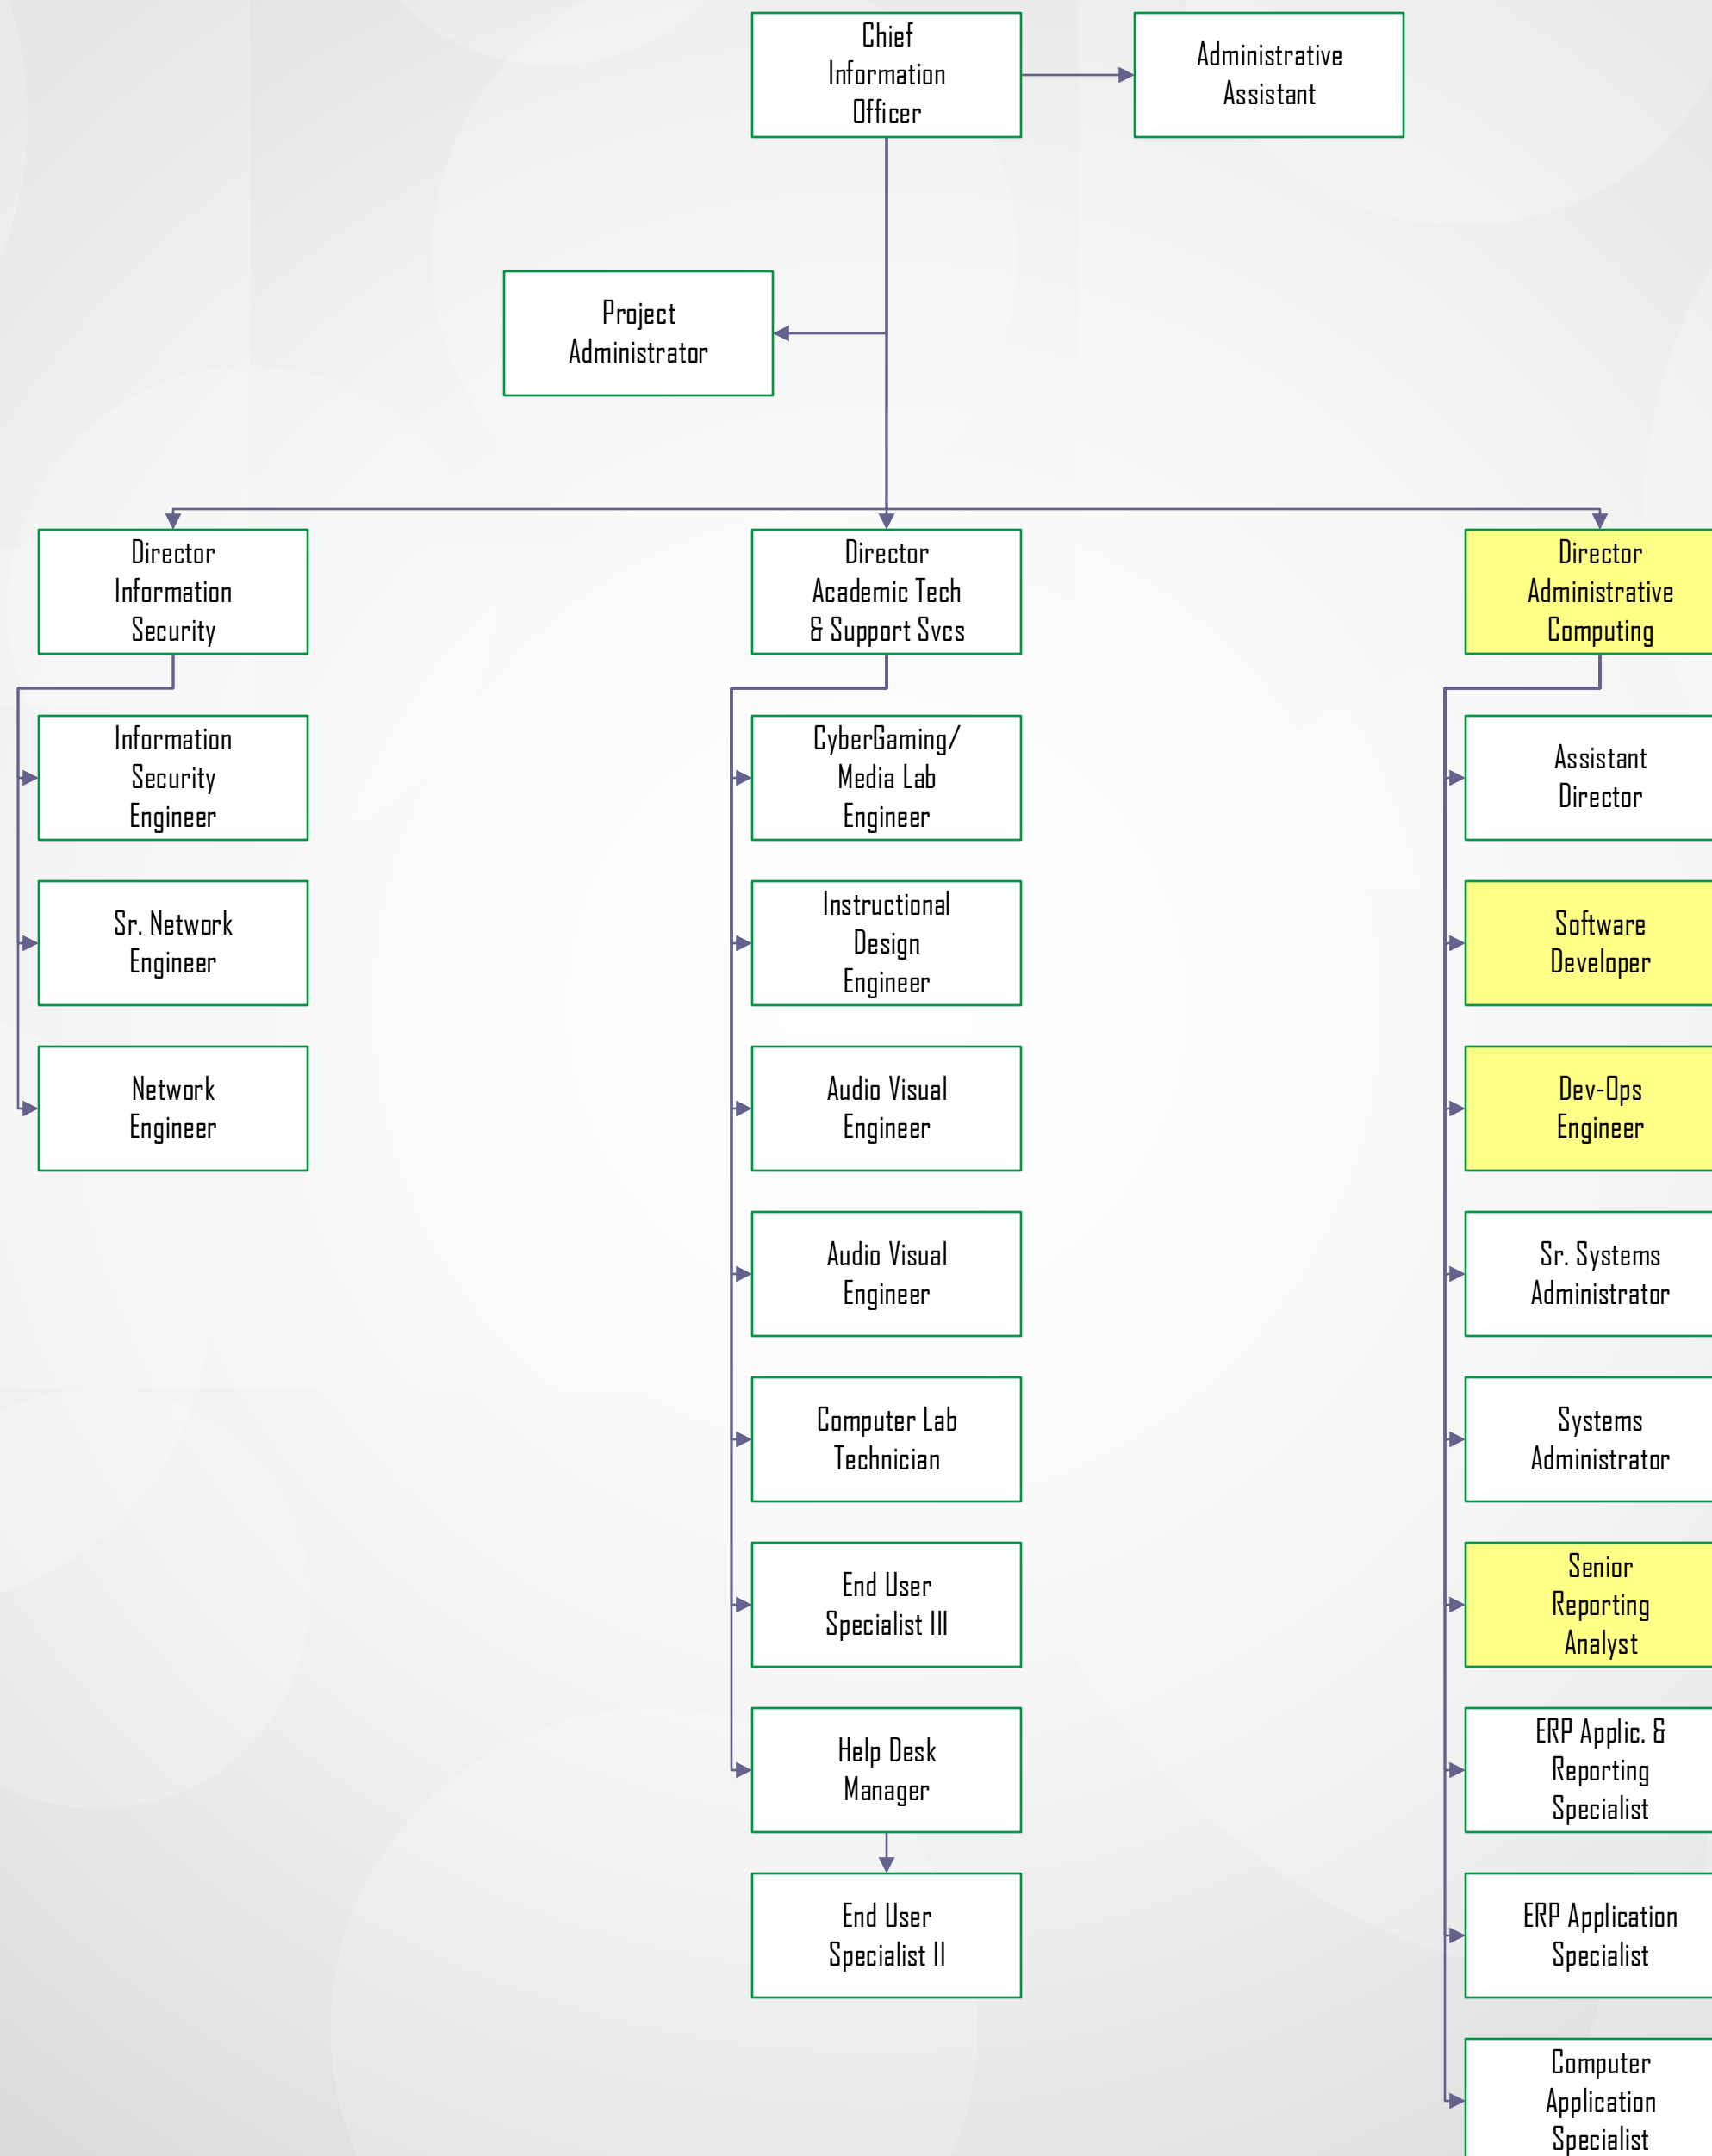 Chief
Information
Officer
Administrative
Assistant
Project
Administrator
Director
Information
Security
Director
Academic Tech
& Support Svcs
Director
Administrative
Computing
Information
Security
Engineer
Sr. Network
Engineer
Network
Engineer
CyberGaming/
Media Lab
Engineer
Instructional
Design
Engineer
Audio Visual
Engineer
Audio Visual
Engineer
Computer Lab
Technician
End User
Specialist III
Help Desk
Manager
End User
Specialist II
Assistant
Director
Software
Developer
Dev-Ops
Engineer
Sr. Systems
Administrator
Systems
Administrator
Senior
Reporting
Analyst
ERP Applic. &
Reporting
Specialist
ERP Application
Specialist
Computer
Application
Specialist